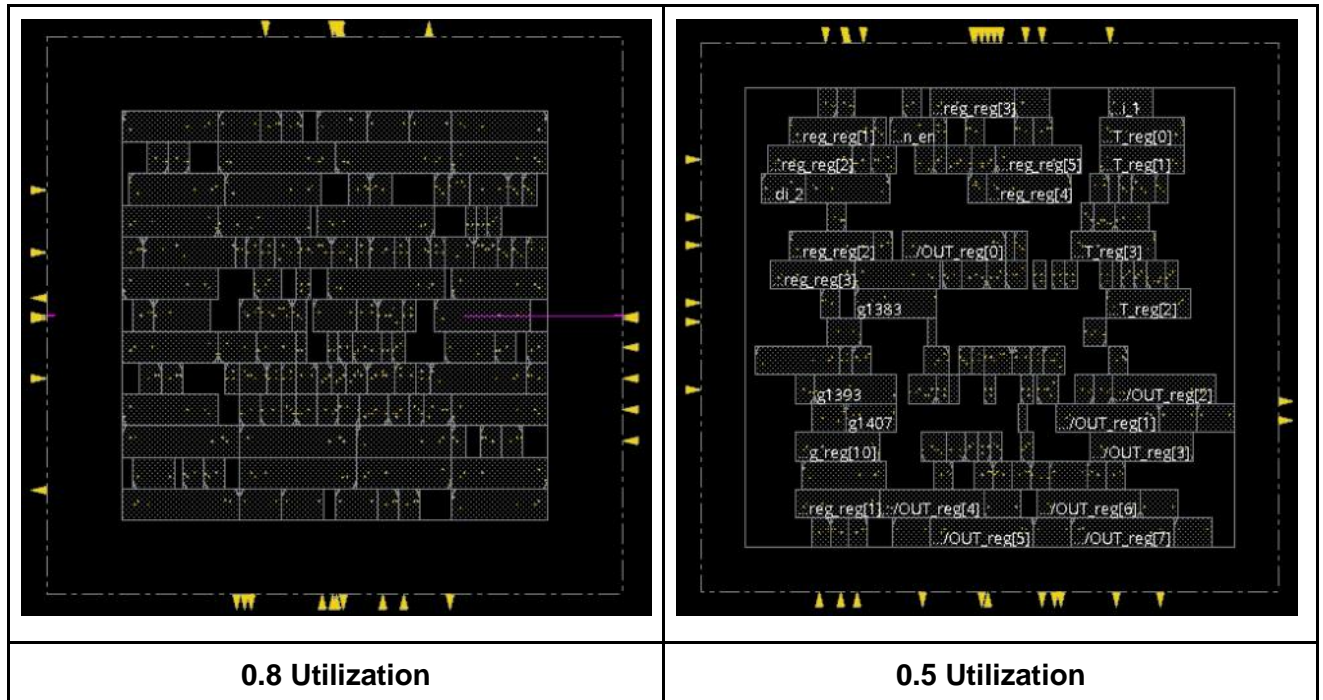 ...reg_reg[3]
...i_1
...reg_reg[1]
...n_en
...T_reg[0]
...reg_reg[2]
...reg_reg[5]
...T_reg[1]
...di_2
...reg_reg[4]
...reg_reg[2]
.../OUT_reg[0]
...T_reg[3]
...reg_reg[3]
g1383
...T_reg[2]
g1393
.../OUT_reg[2]
g1407
.../OUT_reg[1]
...g_reg[10]
.../OUT_reg[3]
...reg_reg[1]
.../OUT_reg[4]
.../OUT_reg[6]
.../OUT_reg[5]
.../OUT_reg[7]
0.8 Utilization
0.5 Utilization